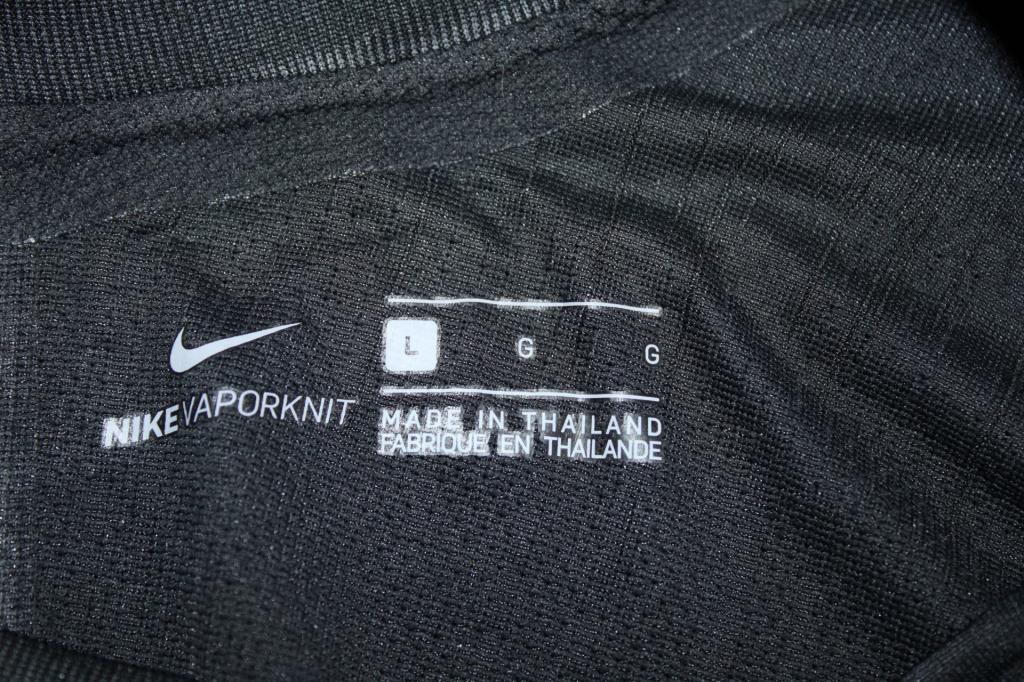 L G G
NIKE VAPORKNIT
MADE IN THAILAND
FABRIQUE EN THAILANDE